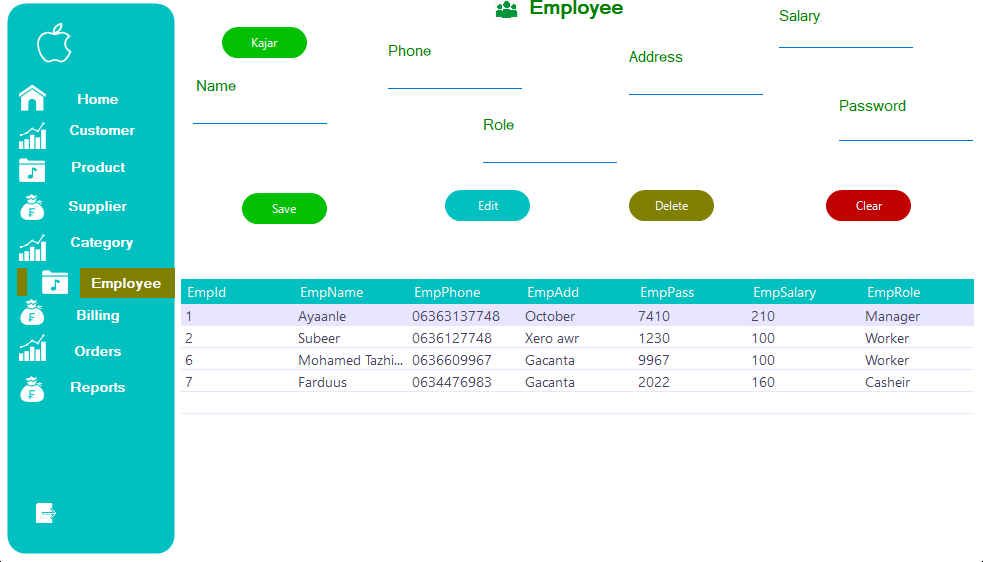 Employee
Salary
Kajar
Phone
Address
Name
Password
Role
Save Edit Delete Clear
Home
Customer
Product
Supplier
Category
Employee
Billing
Orders
Reports
EmpId EmpName EmpPhone EmpAdd EmpPass EmpSalary EmpRole
1 Ayaanle 06363137748 October 7410 210 Manager
2 Subeer 0636127748 Xero awr 1230 100 Worker
6 Mohamed Tazhi... 0636609967 Gacanta 9967 100 Worker
7 Farduus 0634476983 Gacanta 2022 160 Casheir